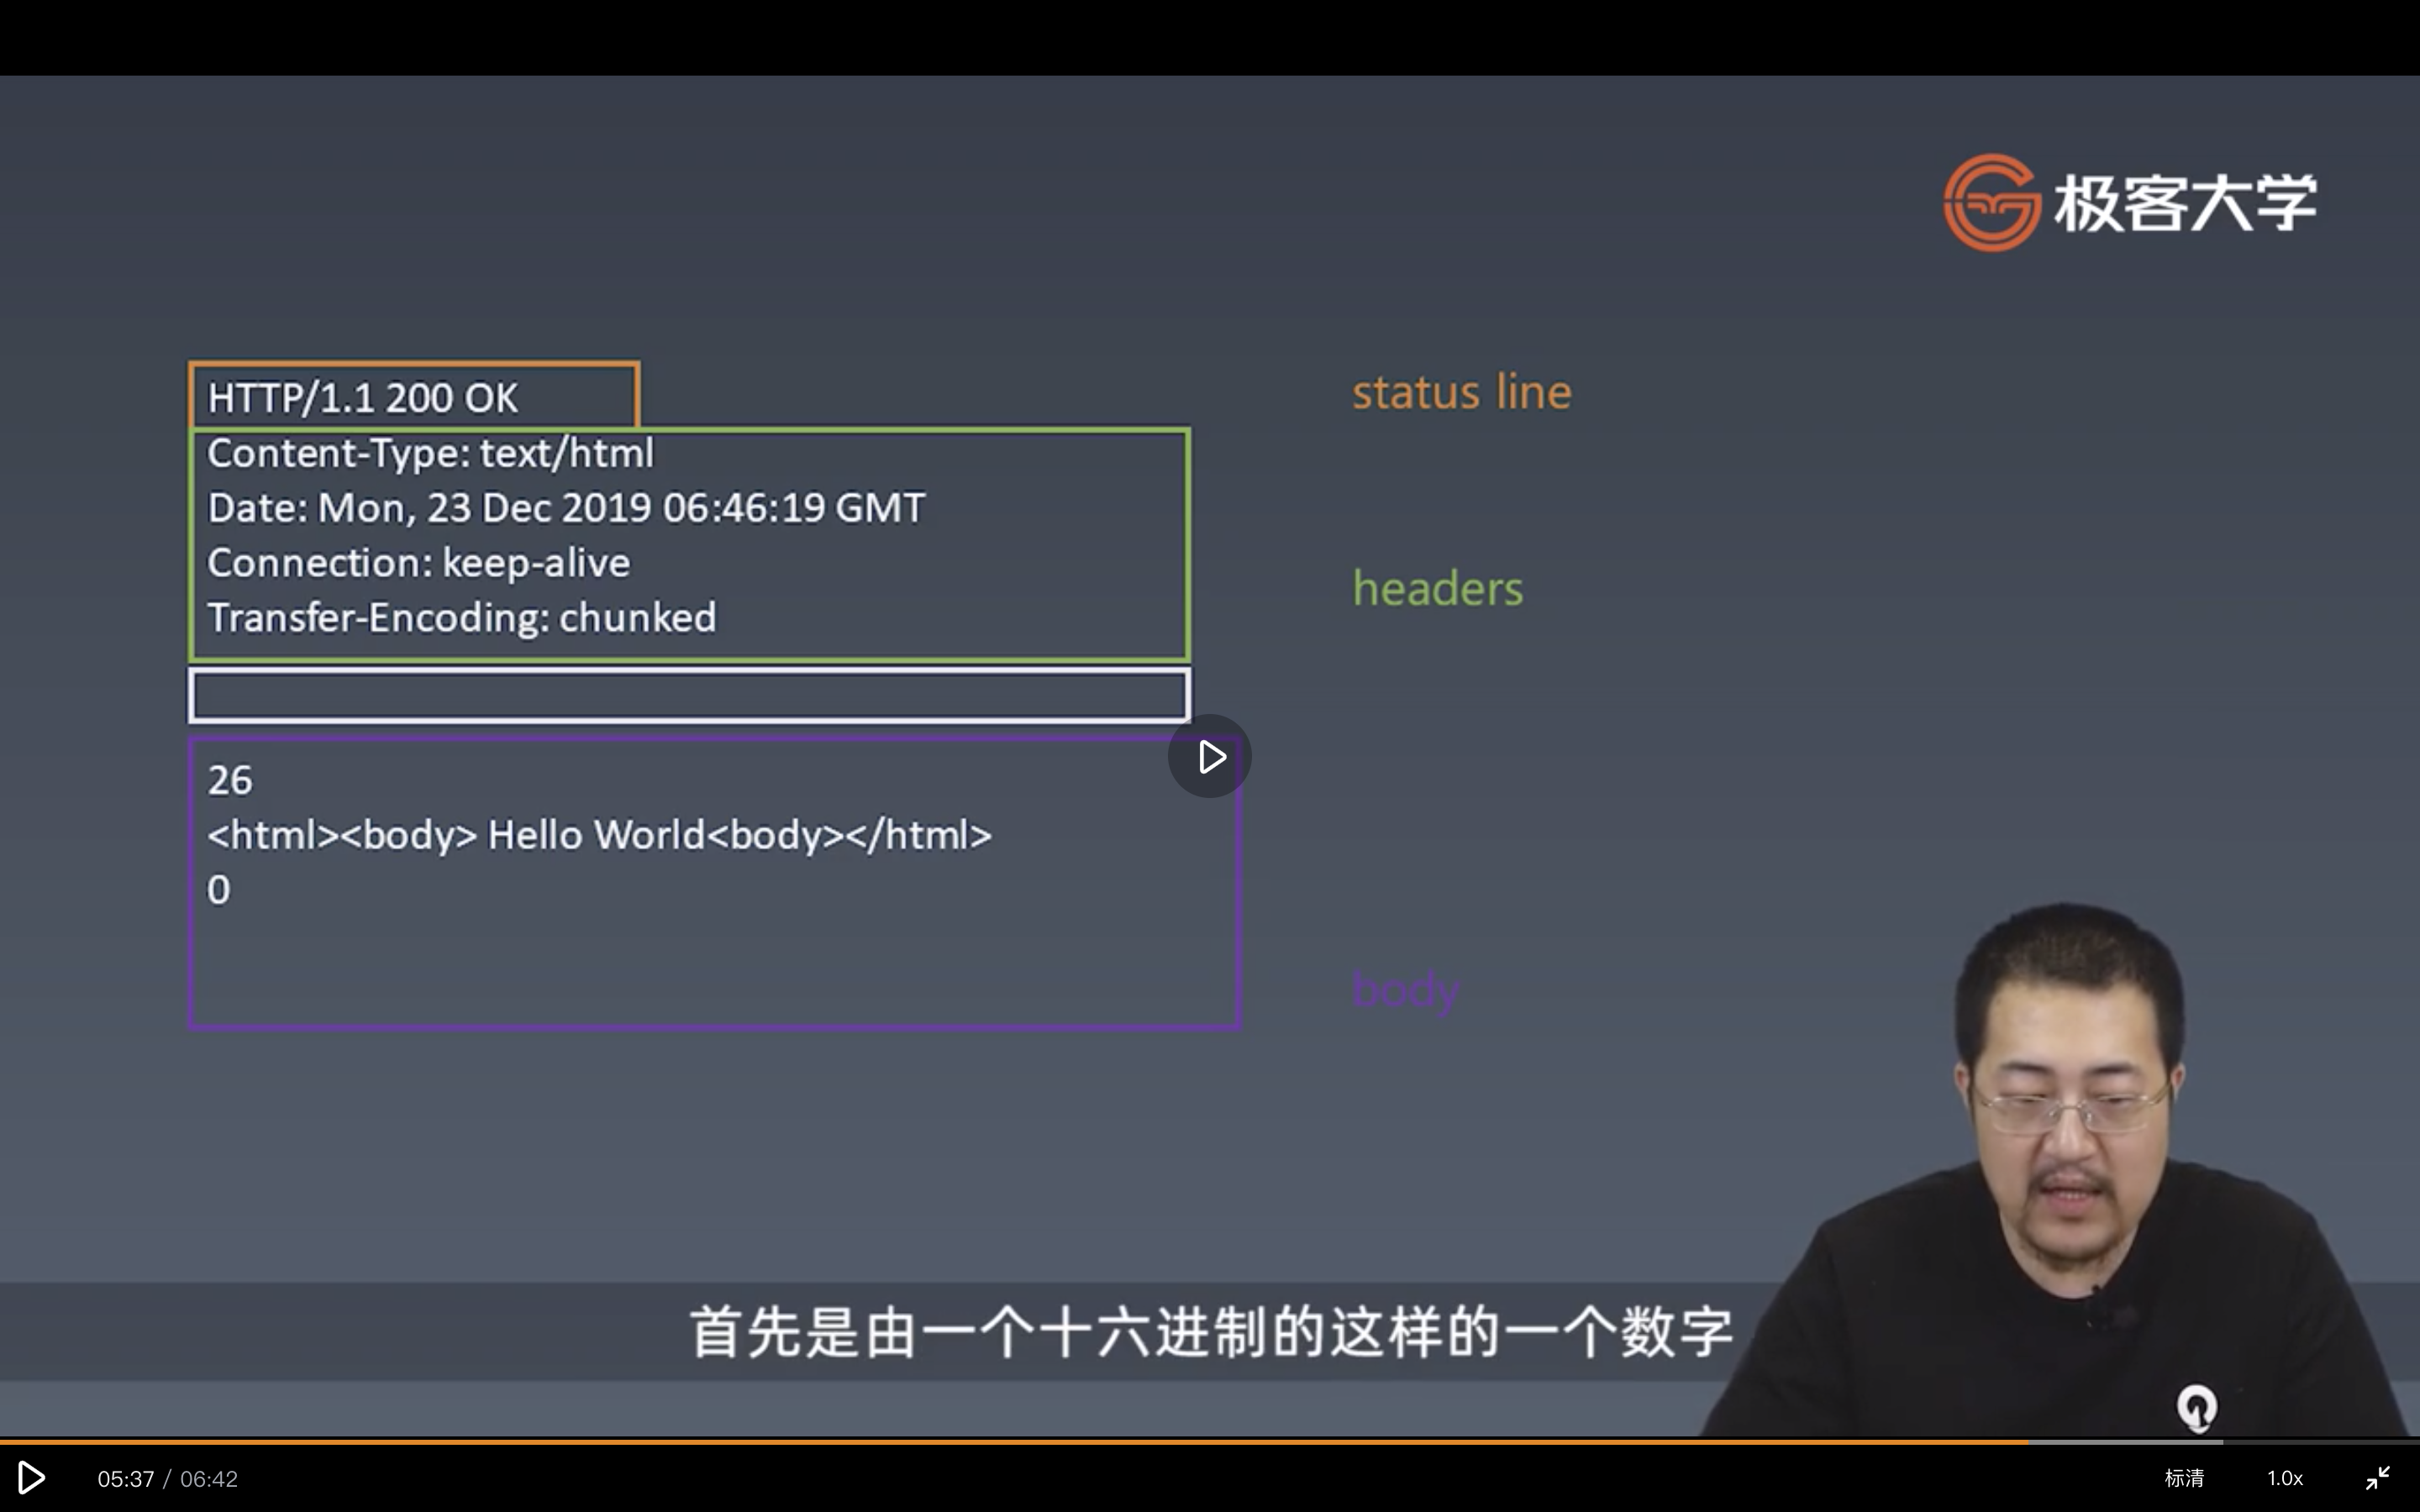 极客大学
HTTP/1.1 200 OK
status line
Content-Type: text/html
Date: Mon, 23 Dec 2019 06:46:19 GMT
Connection: keep-alive
Transfer-Encoding: chunked
headers
26
<html><body> Hello World<body></html>
0
body
首先是由一个十六进制的这样的一个数字
05:37 / 06:42
标清
1.0x